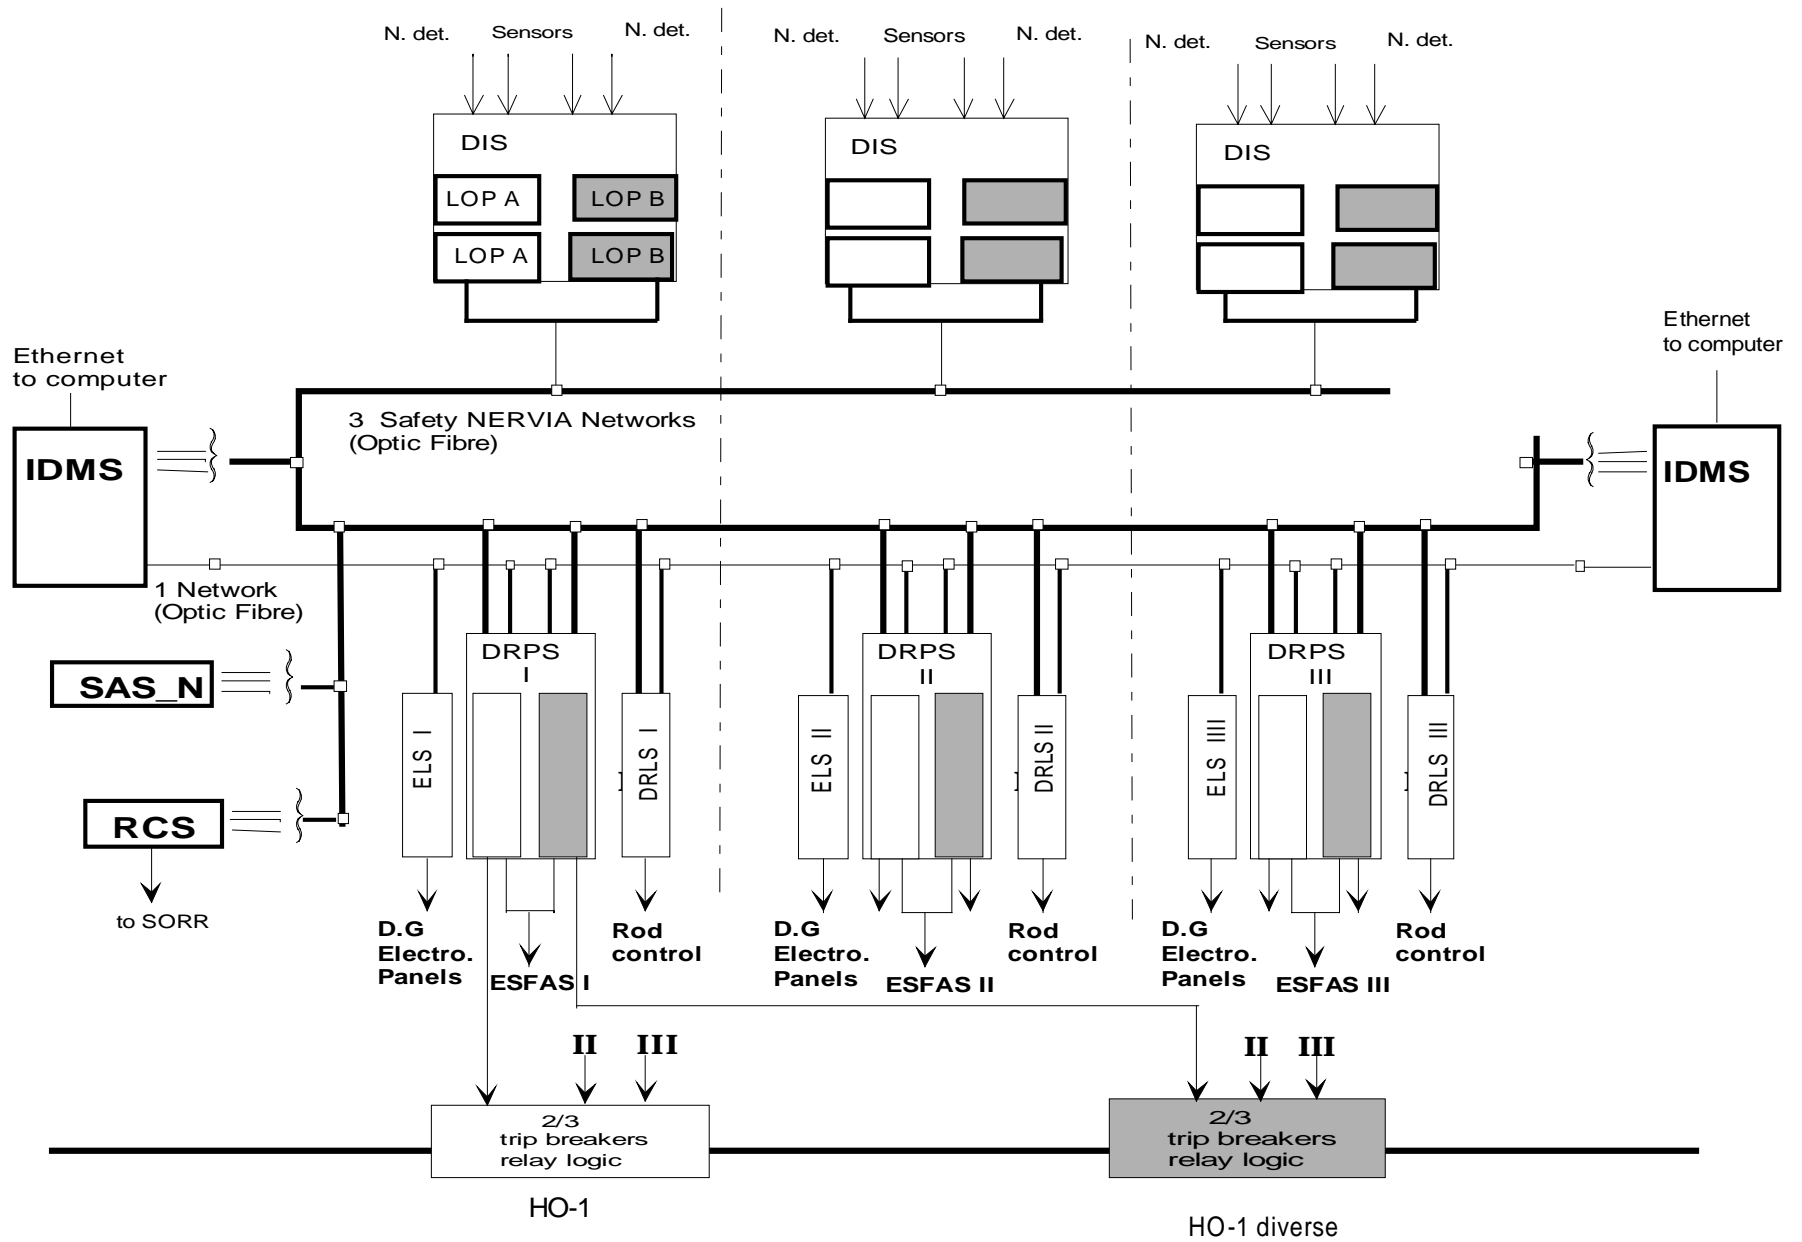 N. det. Sensors N. det.
N. det. Sensors N. det.
N. det. Sensors N. det.
DIS
DIS
DIS
LOP A LOP B
LOP A LOP B
Ethernet
to computer
Ethernet
to computer
3 Safety NERVIA Networks
(Optic Fibre)
IDMS
IDMS
1 Network
(Optic Fibre)
SAS_N
RCS
to SORR
DRPS
I
DRPS
II
DRPS
III
ELS I
DRLS I
ELS II
DRLS II
ELS IIII
DRLS III
D.G
Electro.
Panels
ESFAS I
Rod
control
D.G
Electro.
Panels
ESFAS II
Rod
control
D.G
Electro.
Panels
ESFAS III
Rod
control
II III
II III
2/3
trip breakers
relay logic
2/3
trip breakers
relay logic
HO-1
HO-1 diverse